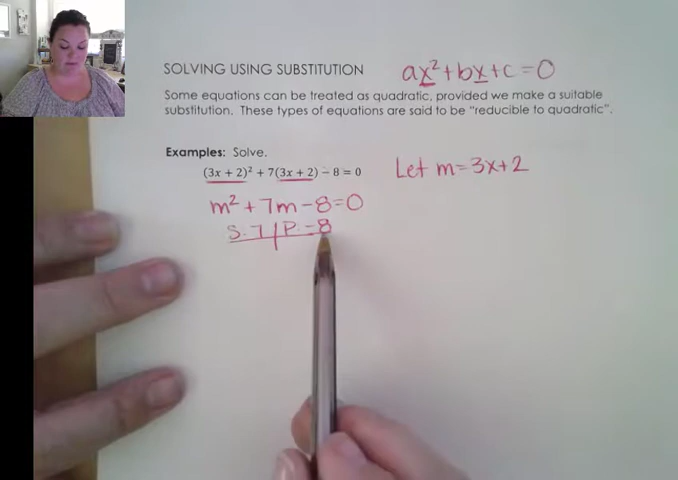 SOLVING USING SUBSTITUTION
ax²+bx+c=0
Some equations can be treated as quadratic, provided we make a suitable
substitution. These types of equations are said to be "reducible to quadratic".
Examples: Solve.
(3x + 2)² + 7(3x + 2) − 8 = 0
Let m=3x+2
m²+7m-8=0
S: 7 | P: -8